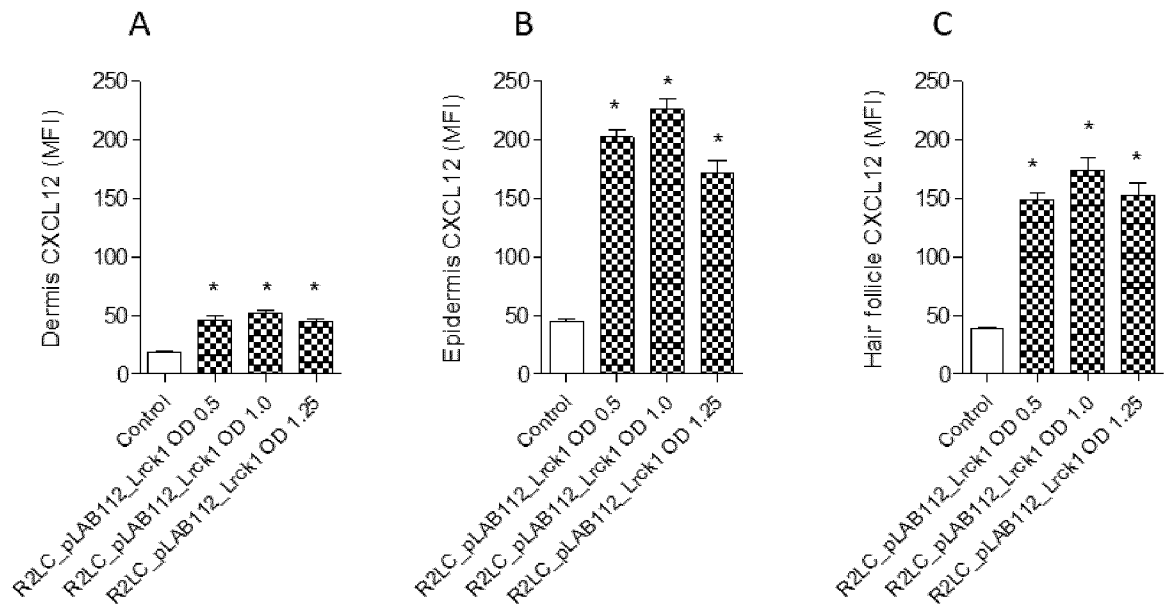 A
Dermis CXCL12 (MFI)
250
200
150
100
50
0
*
*
*
Control
R2LC_pLAB112_Lrck1 OD 0.5
R2LC_pLAB112_Lrck1 OD 1.0
R2LC_pLAB112_Lrck1 OD 1.25
B
Epidermis CXCL12 (MFI)
250
200
150
100
50
0
*
*
*
Control
R2LC_pLAB112_Lrck1 OD 0.5
R2LC_pLAB112_Lrck1 OD 1.0
R2LC_pLAB112_Lrck1 OD 1.25
C
Hair follicle CXCL12 (MFI)
250
200
150
100
50
0
*
*
*
Control
R2LC_pLAB112_Lrck1 OD 0.5
R2LC_pLAB112_Lrck1 OD 1.0
R2LC_pLAB112_Lrck1 OD 1.25